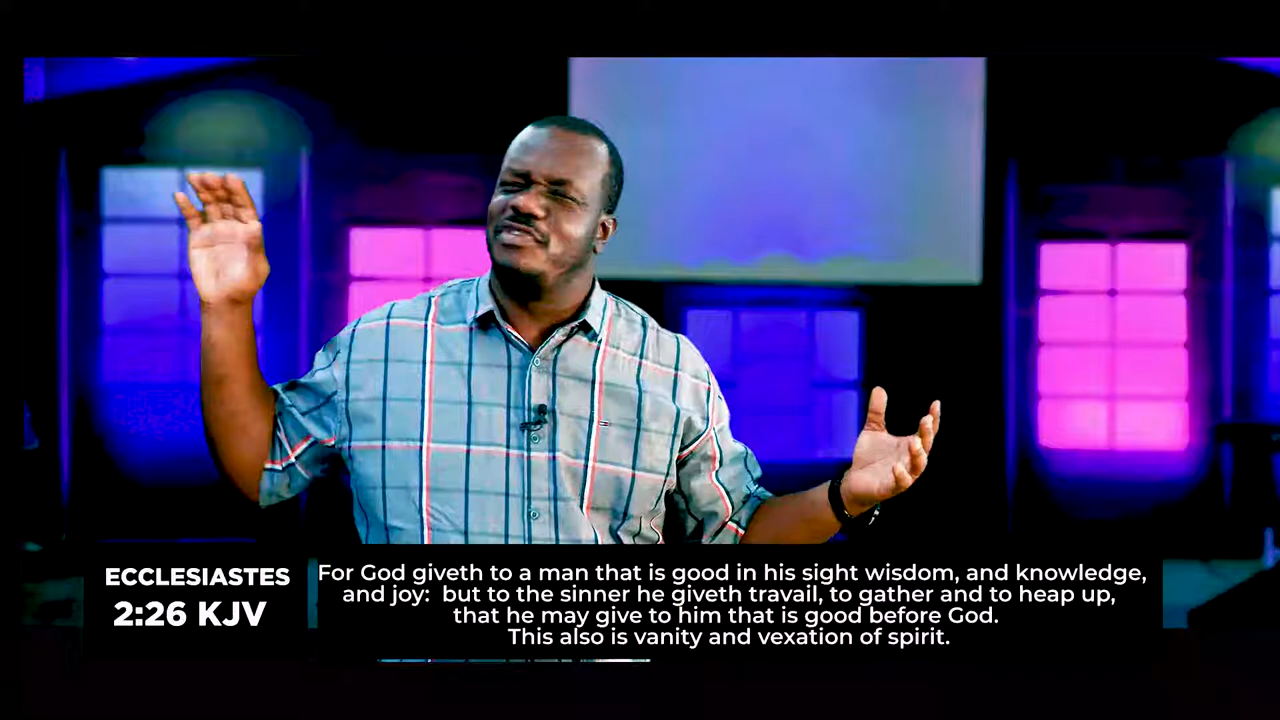 ECCLESIASTES
2:26 KJV
For God giveth to a man that is good in his sight wisdom, and knowledge,
and joy:  but to the sinner he giveth travail, to gather and to heap up,
that he may give to him that is good before God.
This also is vanity and vexation of spirit.